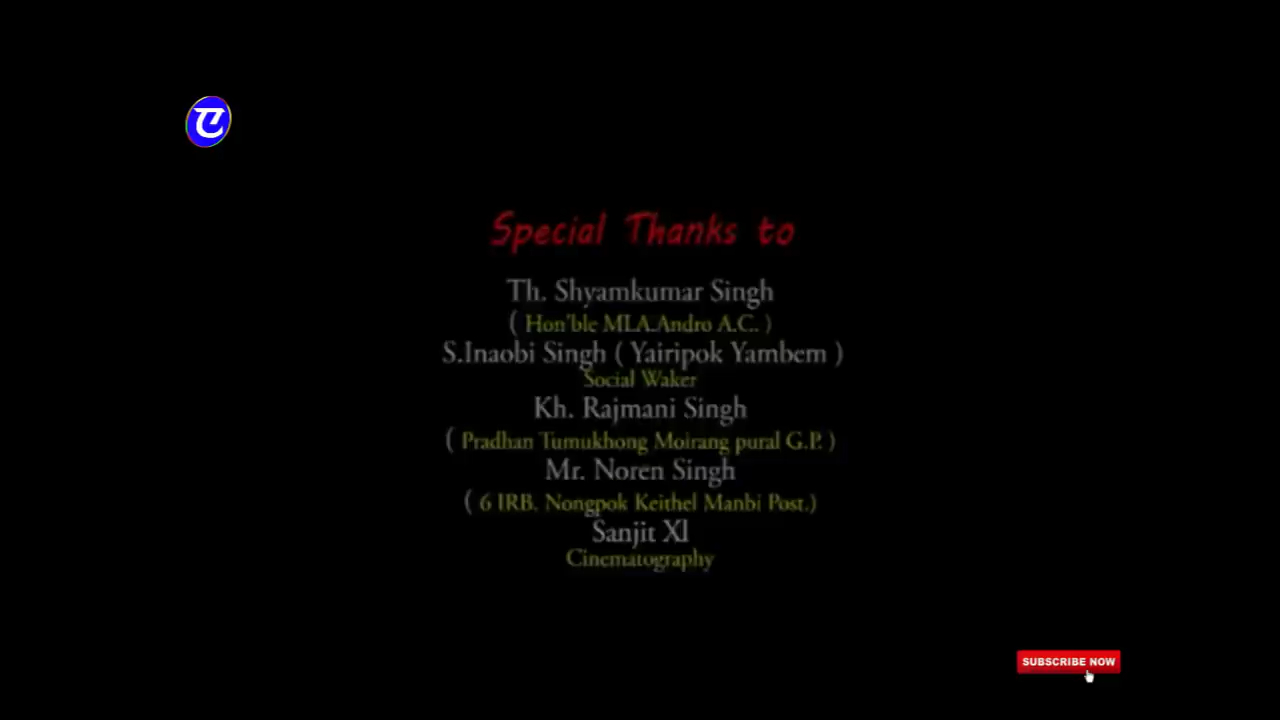 Special Thanks to
Th. Shyamkumar Singh
( Hon'ble MLA.Andro A.C. )
S.Inaobi Singh ( Yairipok Yambem )
Social Waker
Kh. Rajmani Singh
( Pradhan Tumukhong Moirang pural G.P. )
Mr. Noren Singh
( 6 IRB. Nongpok Keithel Manbi Post.)
Sanjit Xl
Cinematography
SUBSCRIBE NOW